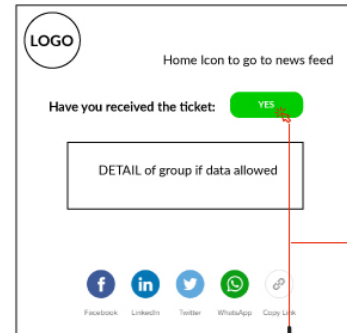 LOGO
Home Icon to go to news feed
Have you received the ticket: YES
DETAIL of group if data allowed
Facebook LinkedIn Twitter WhatsApp Copy Link